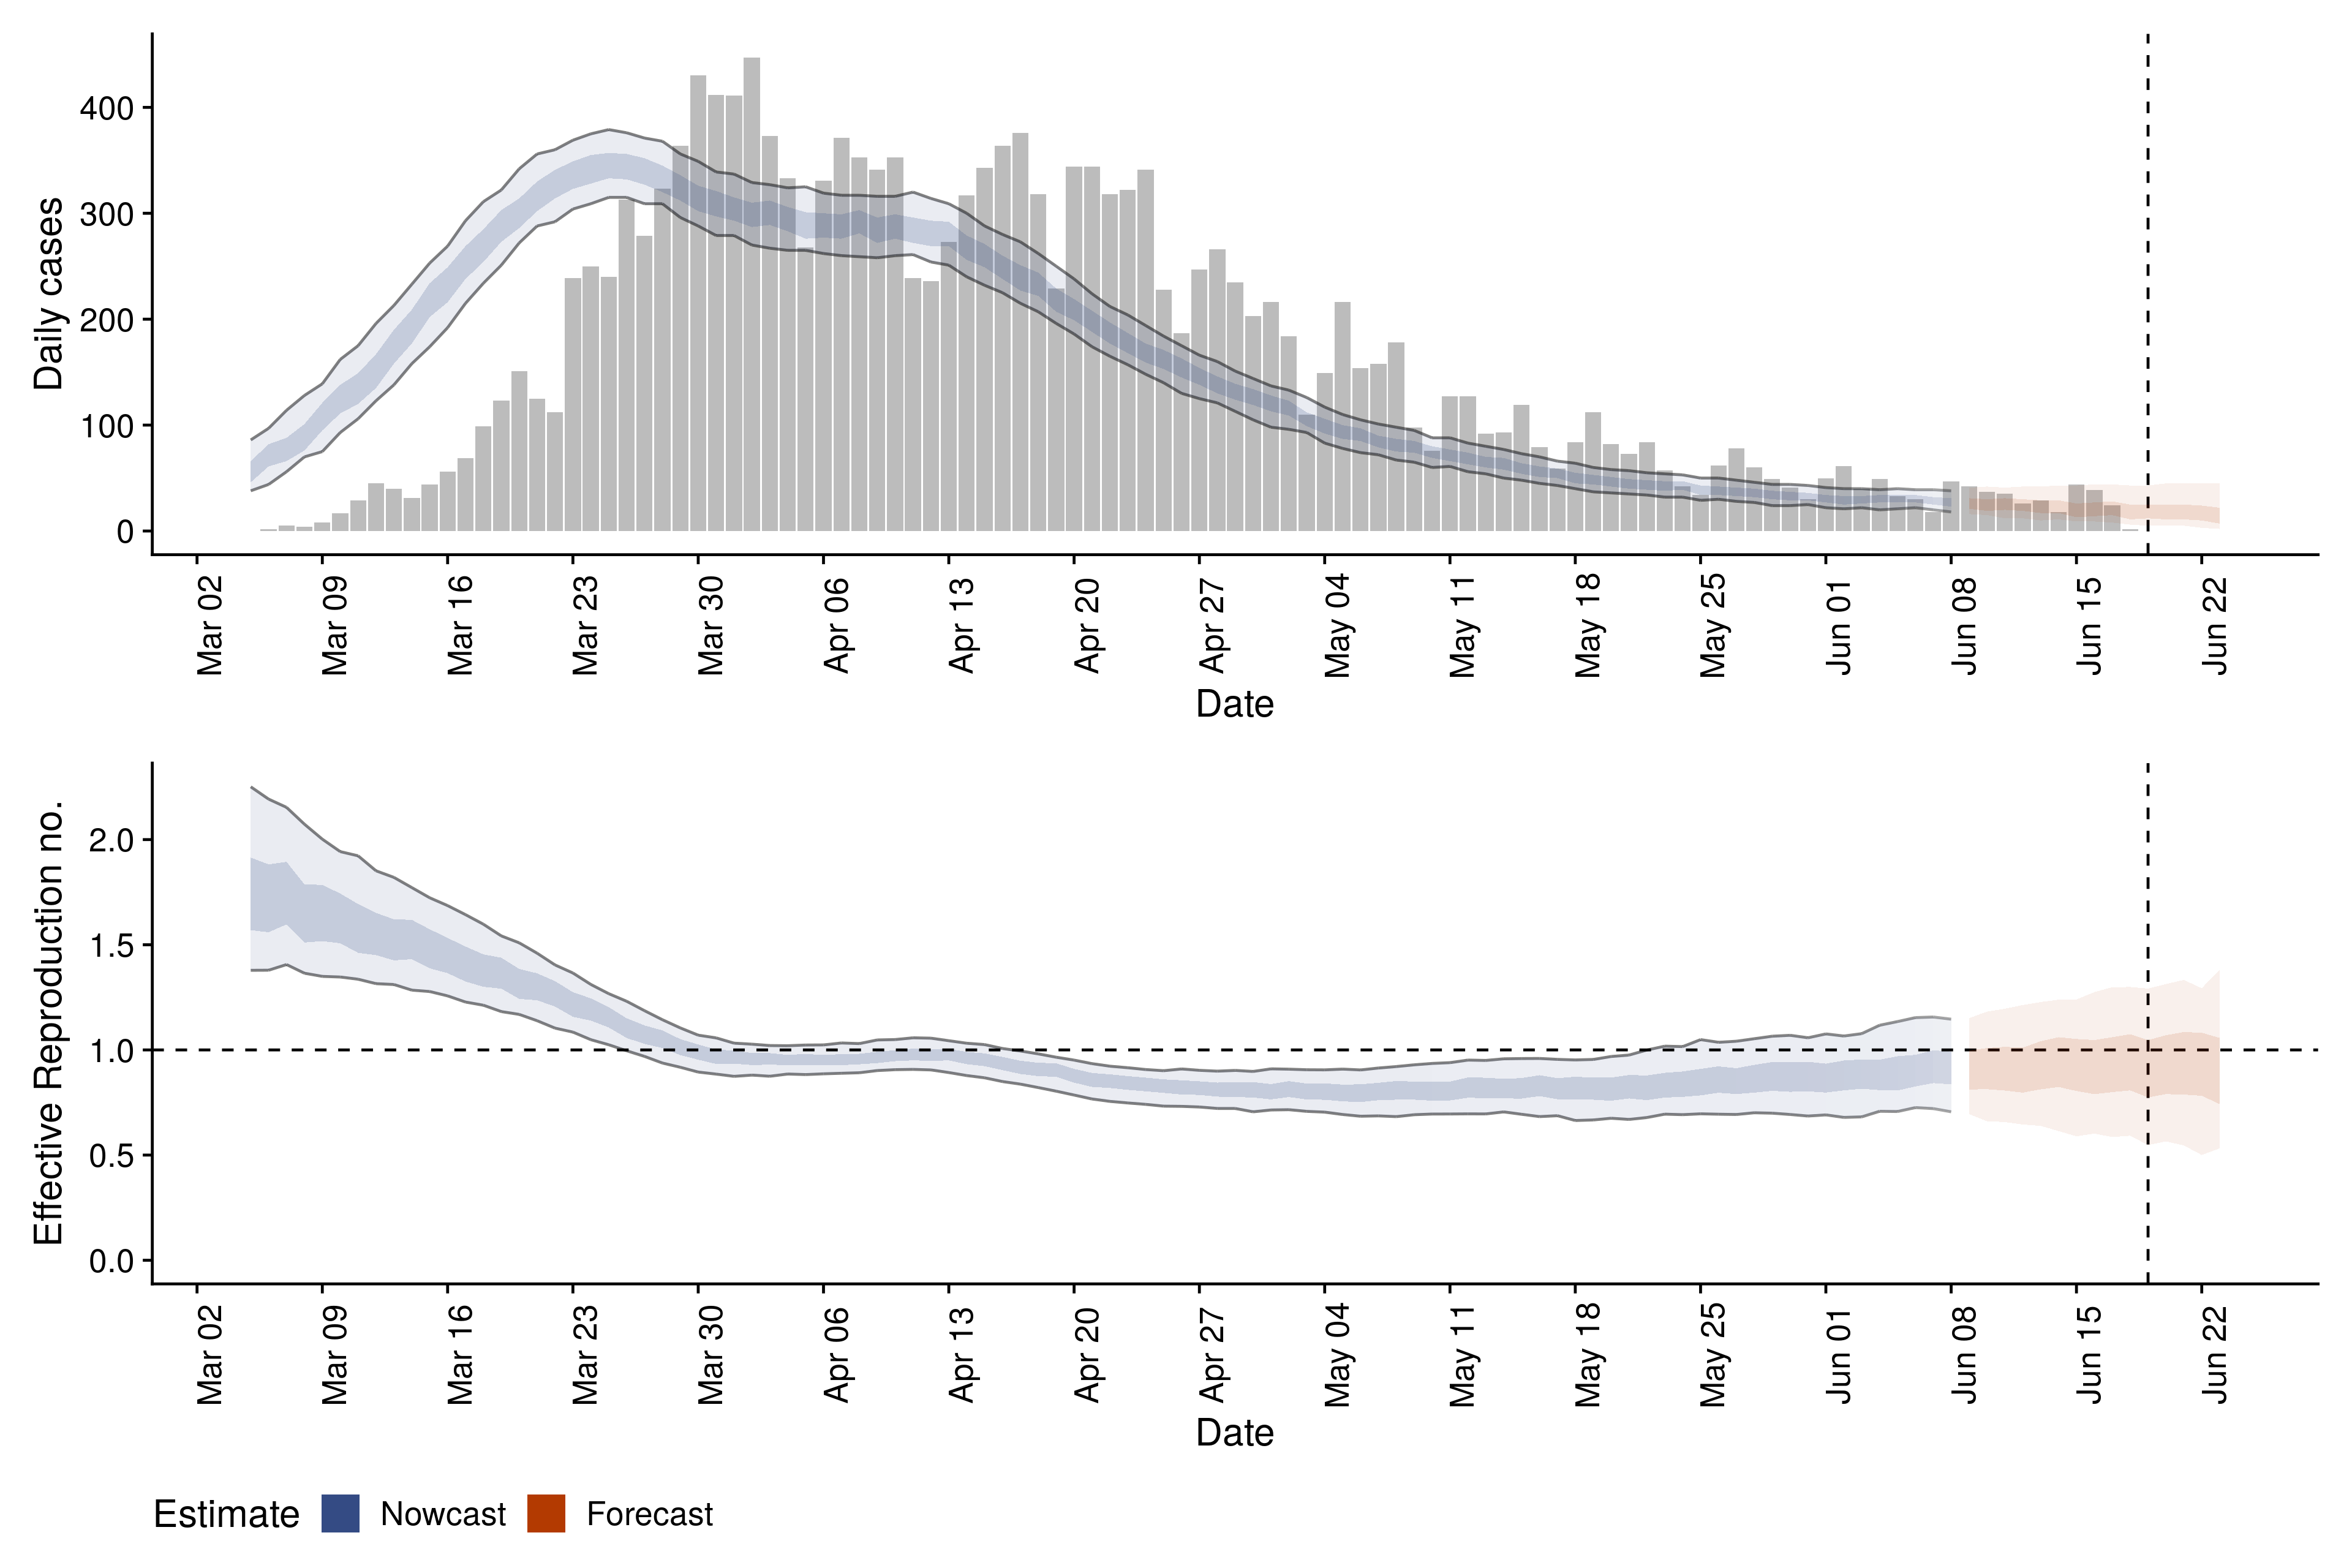 Daily cases
400
300
200
100
0
Mar 02
Mar 09
Mar 16
Mar 23
Mar 30
Apr 06
Apr 13
Apr 20
Apr 27
May 04
May 11
May 18
May 25
Jun 01
Jun 08
Jun 15
Jun 22
Date
Effective Reproduction no.
2.0
1.5
1.0
0.5
0.0
Mar 02
Mar 09
Mar 16
Mar 23
Mar 30
Apr 06
Apr 13
Apr 20
Apr 27
May 04
May 11
May 18
May 25
Jun 01
Jun 08
Jun 15
Jun 22
Date
Estimate Nowcast Forecast